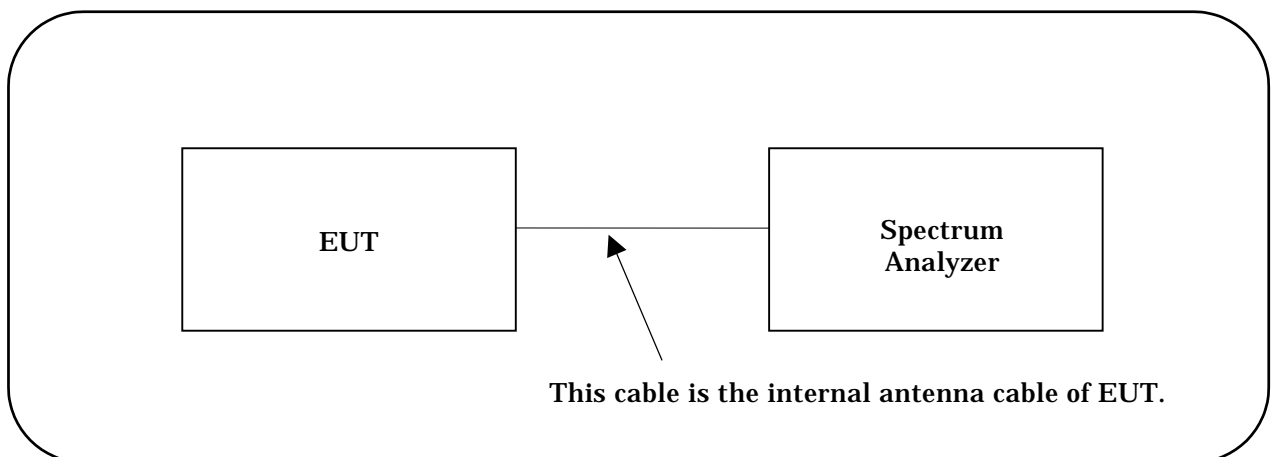 EUT
Spectrum
Analyzer
This cable is the internal antenna cable of EUT.